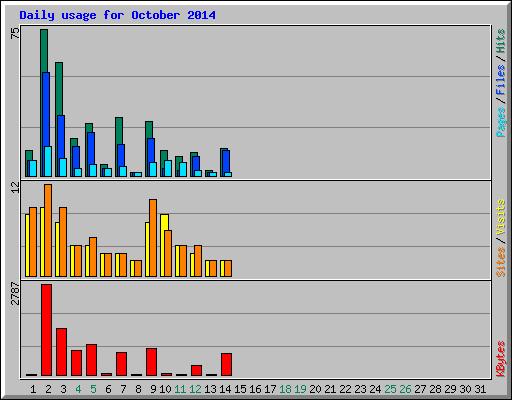 Daily usage for October 2014
75
Pages/Files/Hits
12
Sites/Visits
2787
KBytes
1 2 3 4 5 6 7 8 9 10 11 12 13 14 15 16 17 18 19 20 21 22 23 24 25 26 27 28 29 30 31